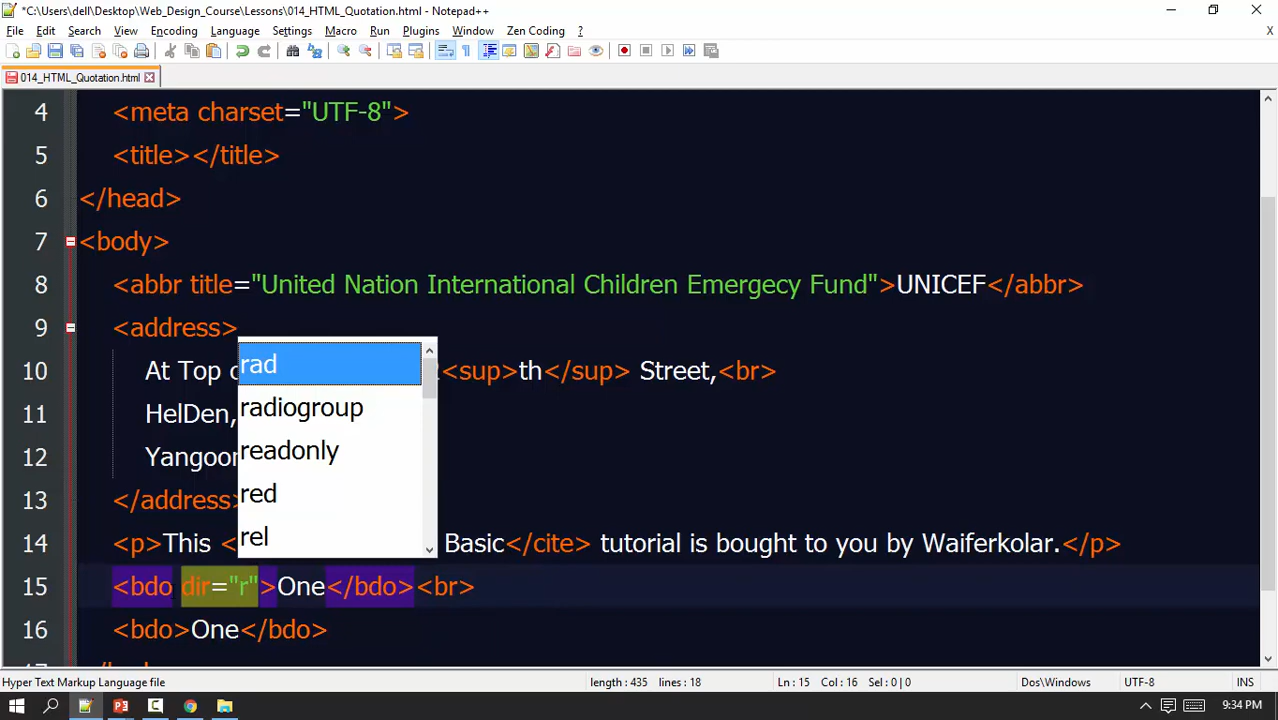 *C:\Users\dell\Desktop\Web_Design_Course\Lessons\014_HTML_Quotation.html - Notepad++
File Edit Search View Encoding Language Settings Macro Run Plugins Window Zen Coding ? X
014_HTML_Quotation.html
4 <meta charset="UTF-8">
5 <title></title>
6 </head>
7 <body>
8 <abbr title="United Nation International Children Emergecy Fund">UNICEF</abbr>
9 <address>
10 At Top <sup>th</sup> Street,<br>
11 HelDen,
12 Yangon
13 </address>
14 <p>This < Basic</cite> tutorial is bought to you by Waiferkolar.</p>
15 <bdo dir="r">One</bdo><br>
16 <bdo>One</bdo>
17
rad
radiogroup
readonly
red
rel
Hyper Text Markup Language file length : 435 lines : 18 Ln : 15 Col : 16 Sel : 0 | 0 Dos\Windows UTF-8 INS
9:34 PM